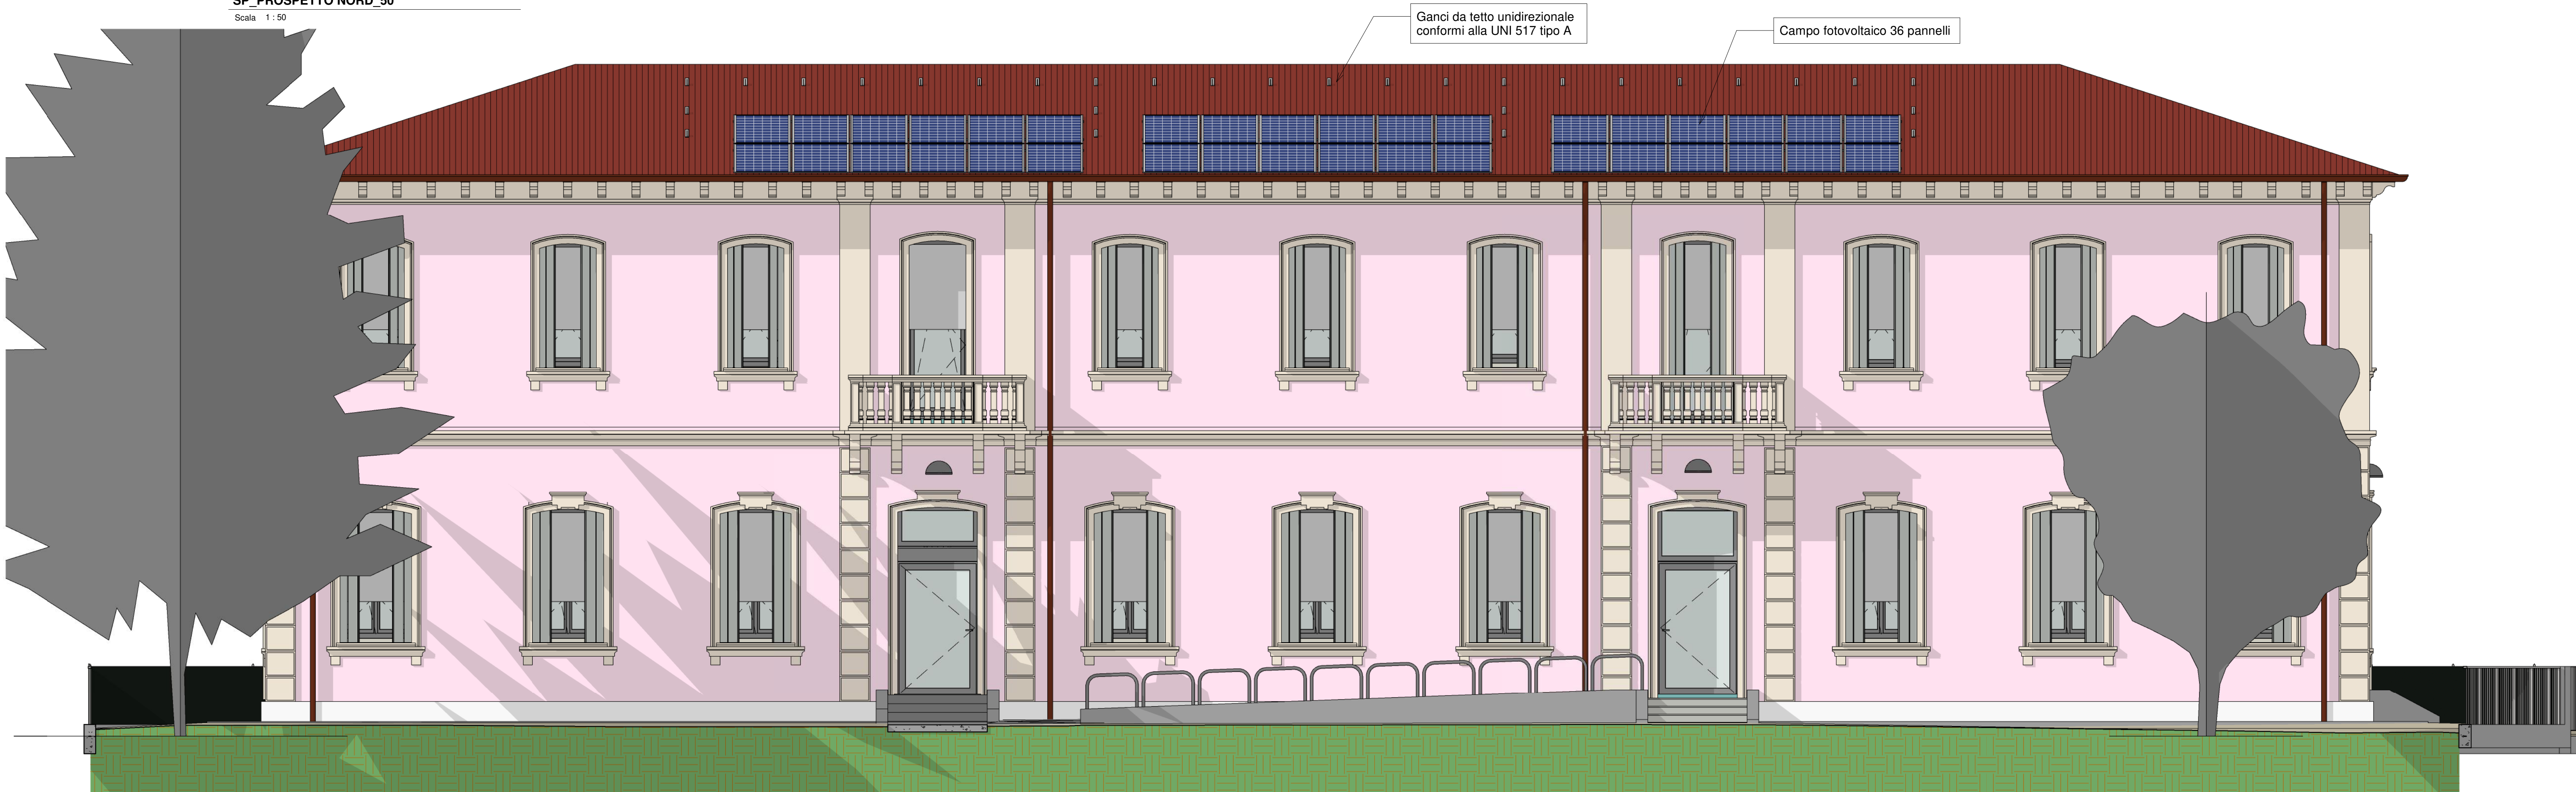 SP_PROSPETTO NORD_50
Scala 1 : 50
Ganci da tetto unidirezionale
conformi alla UNI 517 tipo A
Campo fotovoltaico 36 pannelli